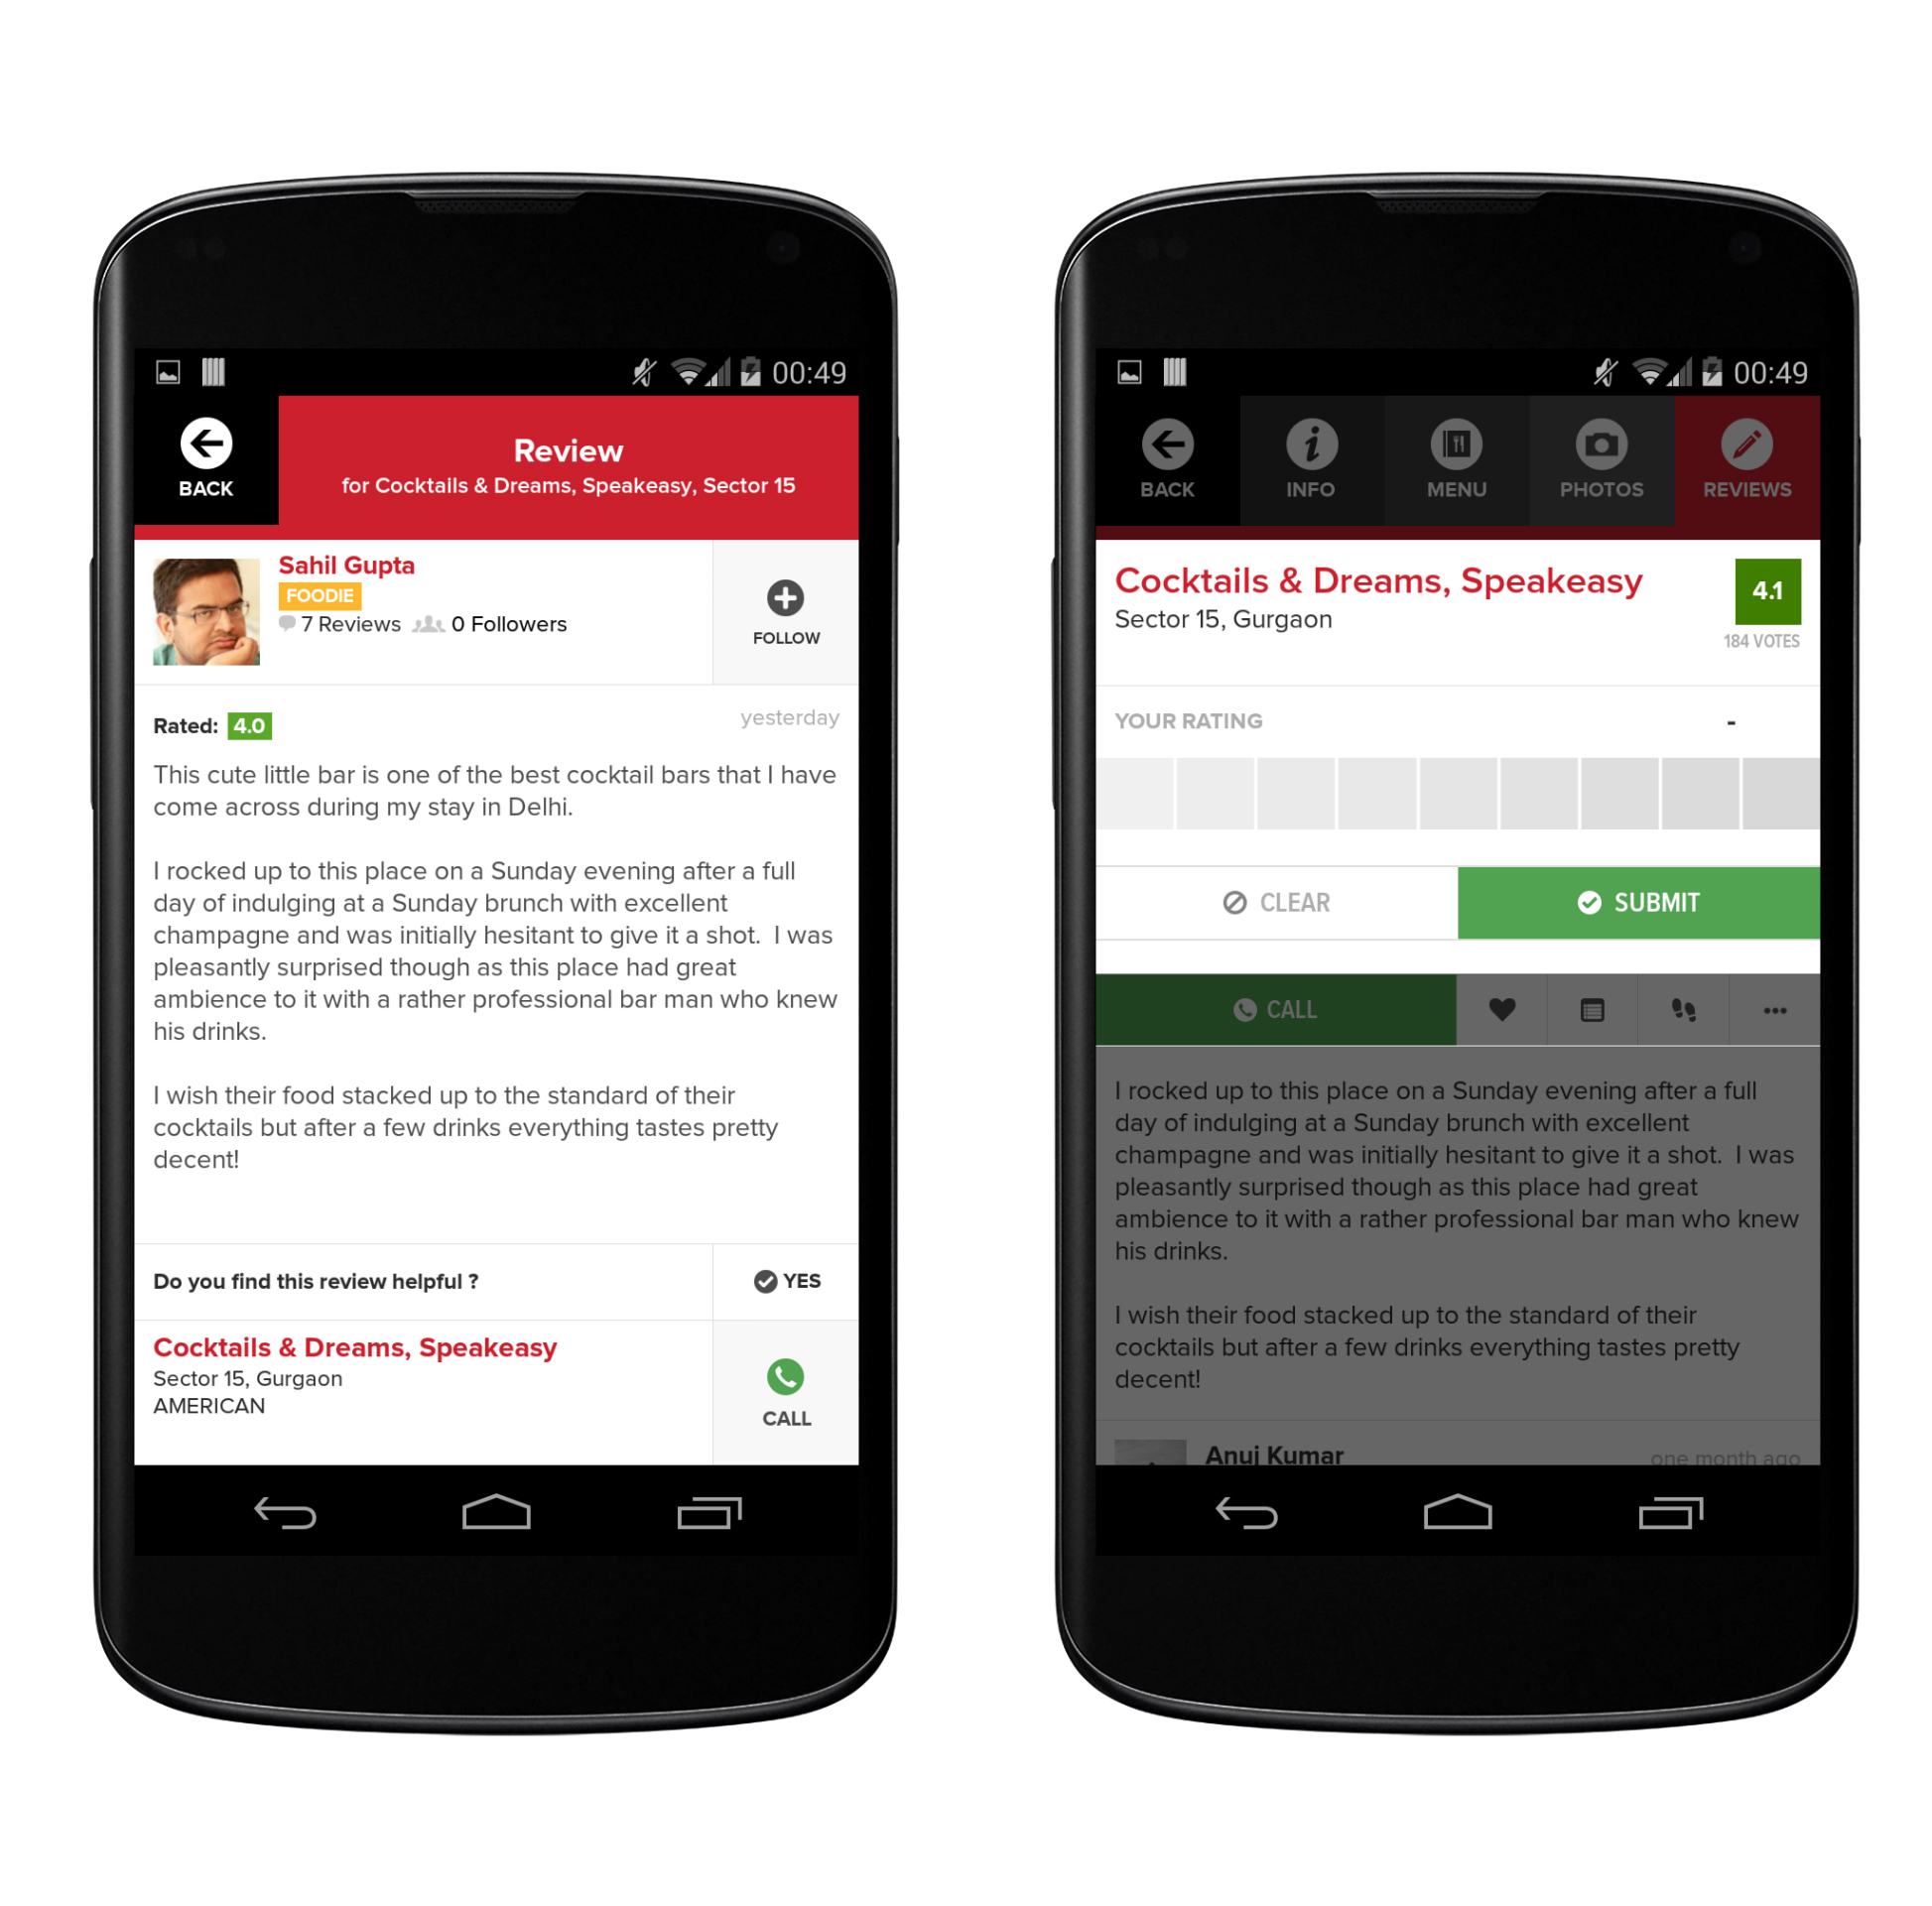 00:49
BACK
Review
for Cocktails & Dreams, Speakeasy, Sector 15
Sahil Gupta
FOODIE
7 Reviews 0 Followers
FOLLOW
Rated: 4.0
yesterday
This cute little bar is one of the best cocktail bars that I have
come across during my stay in Delhi.
I rocked up to this place on a Sunday evening after a full
day of indulging at a Sunday brunch with excellent
champagne and was initially hesitant to give it a shot.  I was
pleasantly surprised though as this place had great
ambience to it with a rather professional bar man who knew
his drinks.
I wish their food stacked up to the standard of their
cocktails but after a few drinks everything tastes pretty
decent!
Do you find this review helpful ?
YES
Cocktails & Dreams, Speakeasy
Sector 15, Gurgaon
AMERICAN
CALL
00:49
BACK INFO MENU PHOTOS REVIEWS
Cocktails & Dreams, Speakeasy
Sector 15, Gurgaon
4.1
184 VOTES
YOUR RATING -
CLEAR SUBMIT
CALL
I rocked up to this place on a Sunday evening after a full
day of indulging at a Sunday brunch with excellent
champagne and was initially hesitant to give it a shot.  I was
pleasantly surprised though as this place had great
ambience to it with a rather professional bar man who knew
his drinks.
I wish their food stacked up to the standard of their
cocktails but after a few drinks everything tastes pretty
decent!
Anuj Kumar one month ago